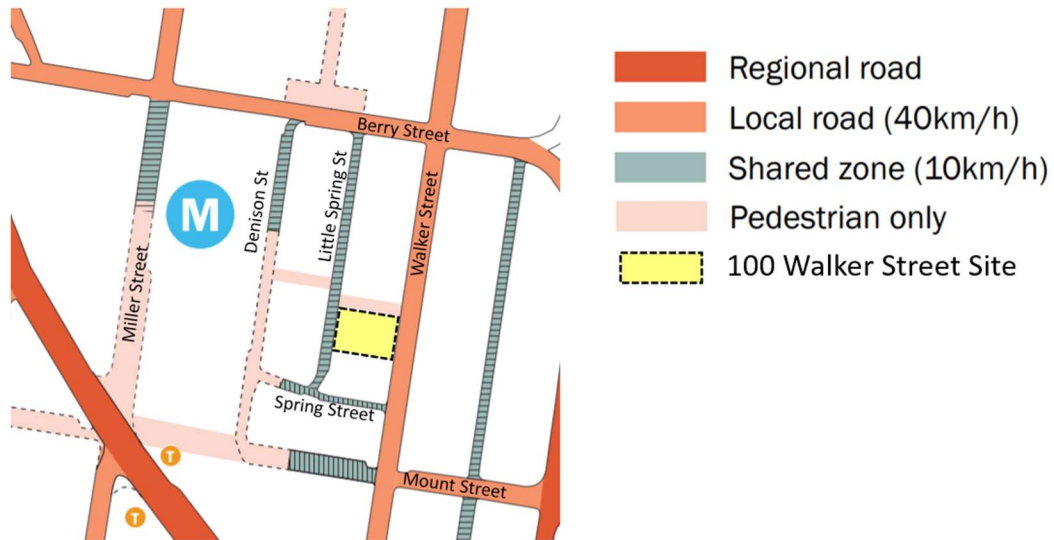 Berry Street
Denison St
Little Spring St
Walker Street
M
Miller Street
Spring Street
Mount Street
T
T
Regional road
Local road (40km/h)
Shared zone (10km/h)
Pedestrian only
100 Walker Street Site